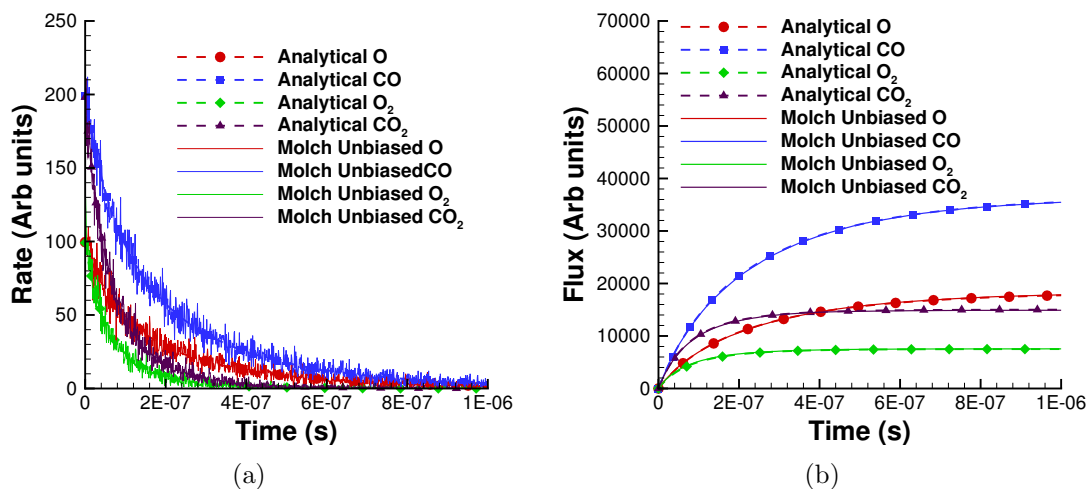 250
200
150
100
50
0
Rate (Arb units)
Analytical O
Analytical CO
Analytical O₂
Analytical CO₂
Molch Unbiased O
Molch UnbiasedCO
Molch Unbiased O₂
Molch Unbiased CO₂
0 2E-07 4E-07 6E-07 8E-07 1E-06
Time (s)
(a)
70000
60000
50000
40000
30000
20000
10000
0
Flux (Arb units)
Analytical O
Analytical CO
Analytical O₂
Analytical CO₂
Molch Unbiased O
Molch Unbiased CO
Molch Unbiased O₂
Molch Unbiased CO₂
0 2E-07 4E-07 6E-07 8E-07 1E-06
Time (s)
(b)